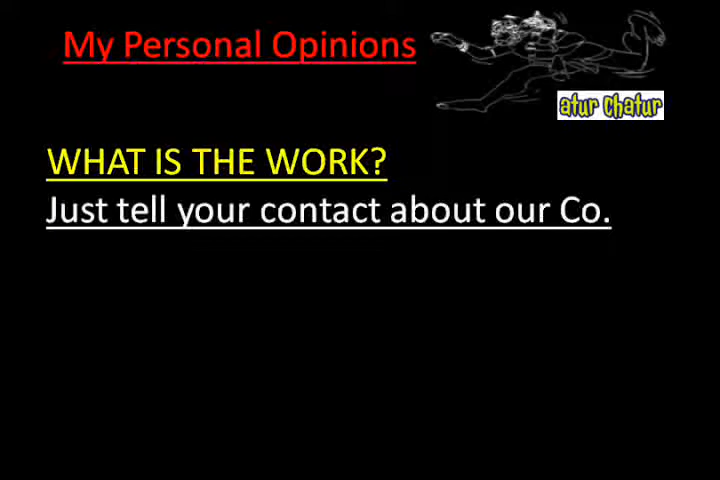 My Personal Opinions
atur chatur
WHAT IS THE WORK?
Just tell your contact about our Co.